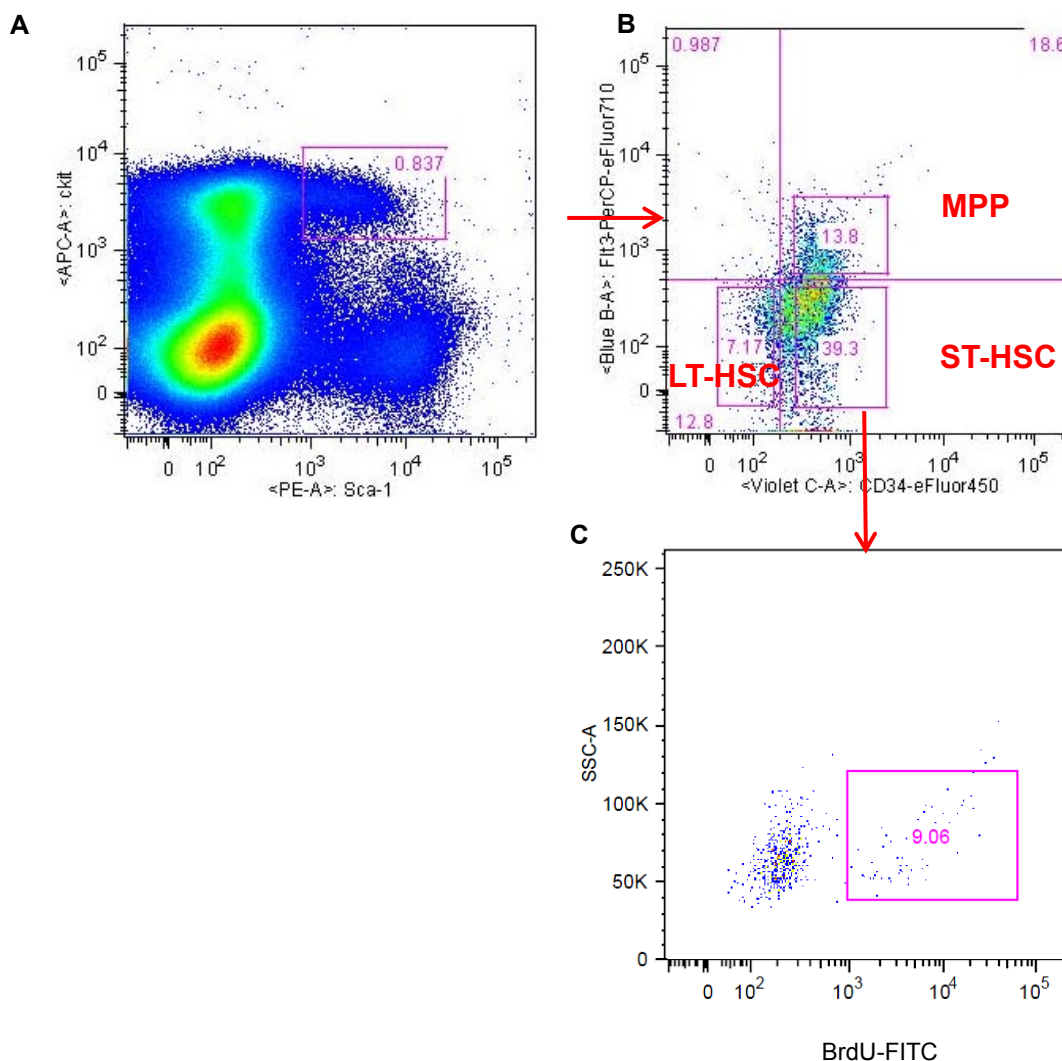 A
10^5
10^4
10^3
10^2
0
0.837
<APC-A>: ckit
0 10^2 10^3 10^4 10^5
<PE-A>: Sca-1
B
0.987 18.6
10^5
10^4
10^3
10^2
0
<Blue B-A>: Flt3-PerCP-eFluor710
MPP
13.8
7.17 39.3
LT-HSC ST-HSC
12.8
0 10^2 10^3 10^4 10^5
<Violet C-A>: CD34-eFluor450
C
250K
200K
150K
100K
50K
0
SSC-A
9.06
0 10^2 10^3 10^4 10^5
BrdU-FITC